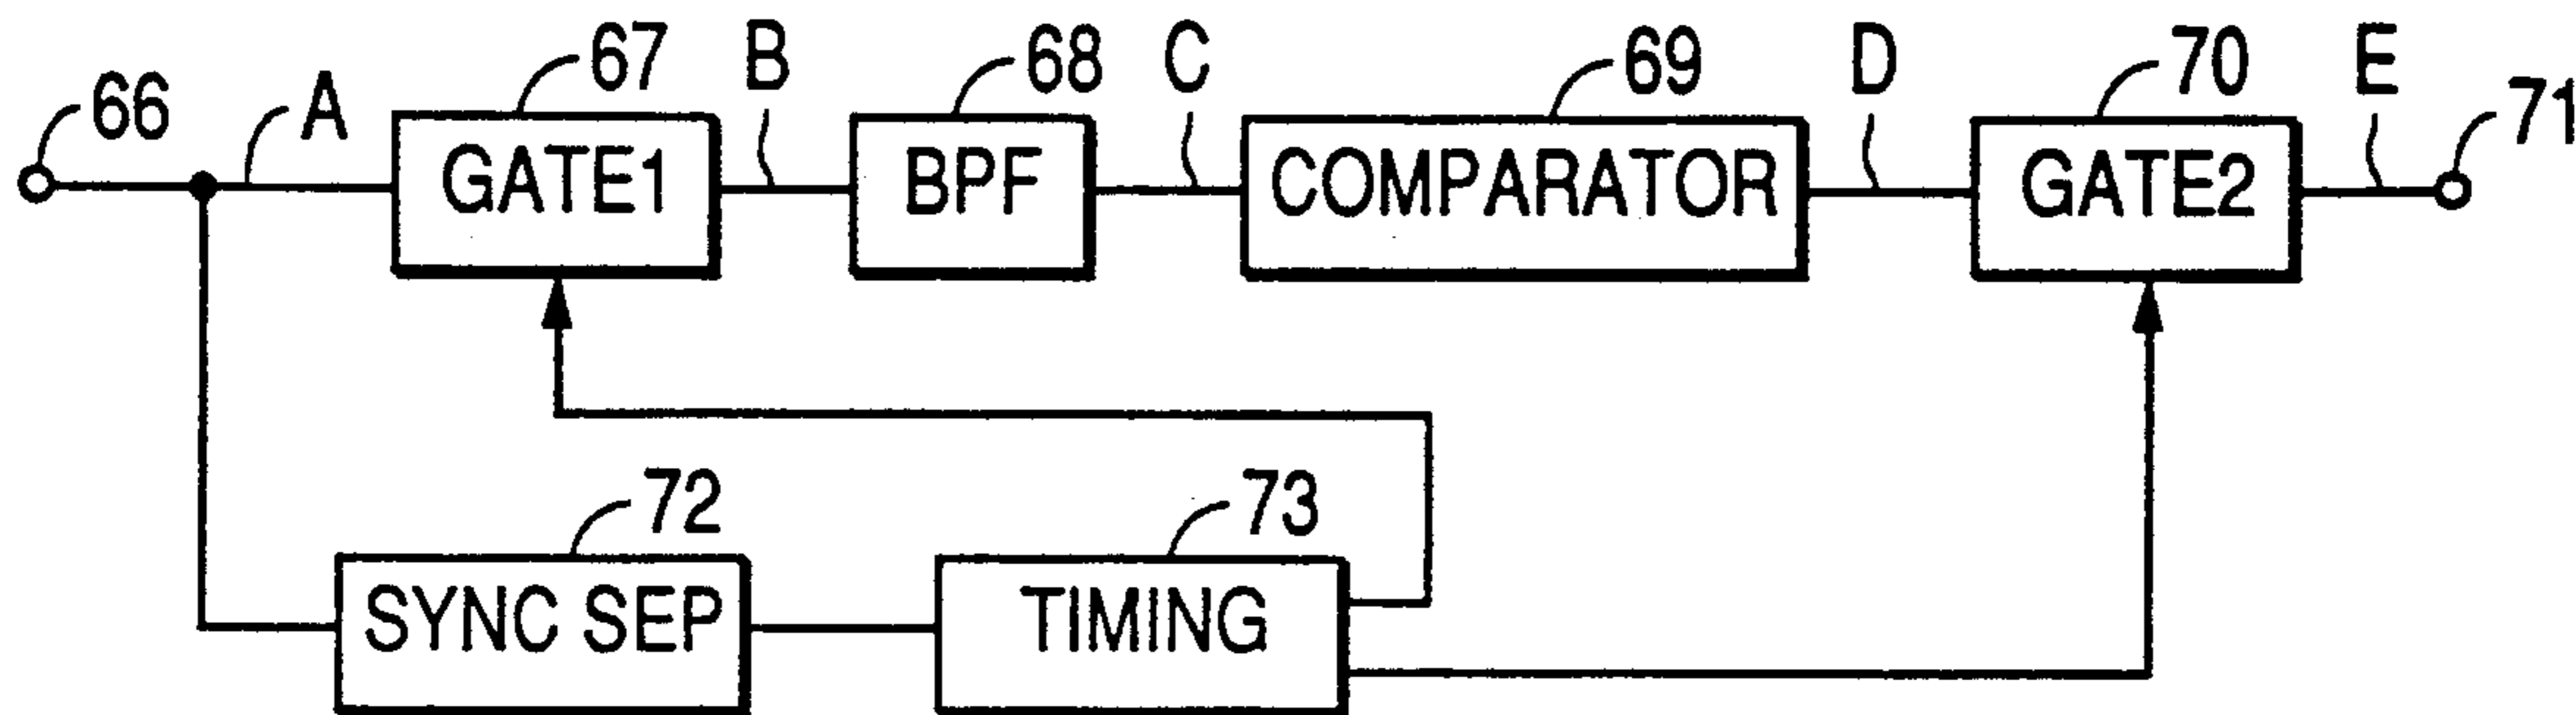 66
A
67
GATE1
B
68
BPF
C
69
COMPARATOR
D
70
GATE2
E
71
72
SYNC SEP
73
TIMING